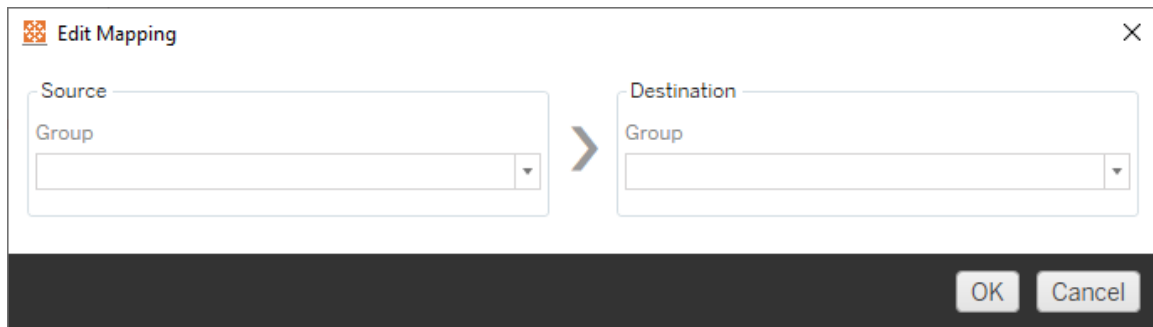 Edit Mapping
Source
Group
Destination
Group
OK
Cancel